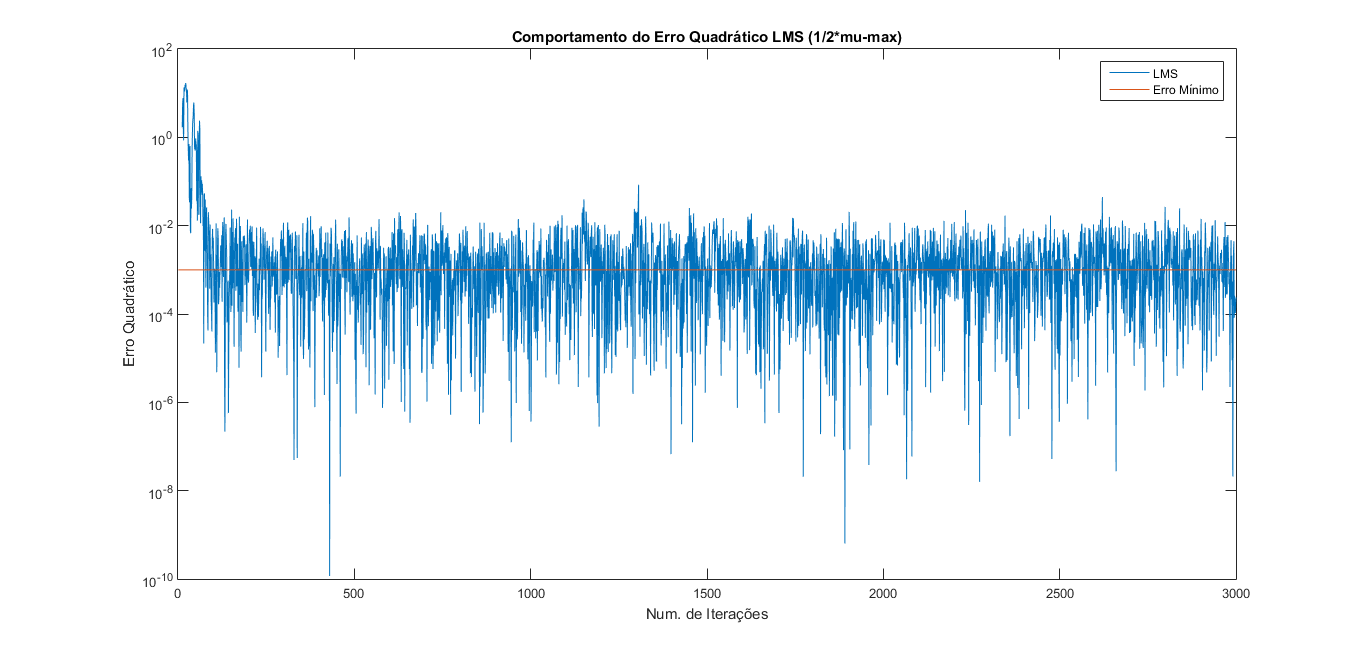 Comportamento do Erro Quadrático LMS (1/2*mu-max)
LMS
Erro Mínimo
Erro Quadrático
10^2
10^0
10^-2
10^-4
10^-6
10^-8
10^-10
0 500 1000 1500 2000 2500 3000
Num. de Iterações